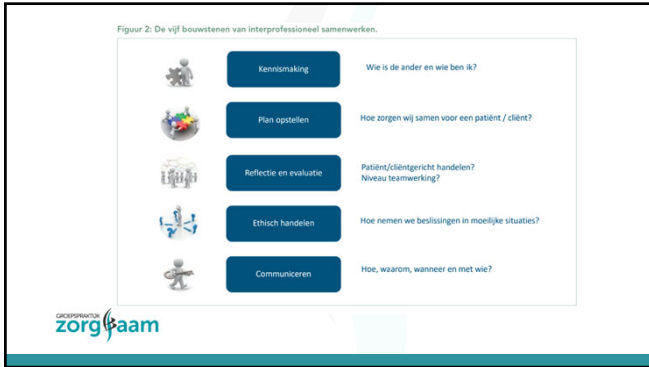 Figuur 2: De vijf bouwstenen van interprofessioneel samenwerken.
Kennismaking
Wie is de ander en wie ben ik?
Plan opstellen
Hoe zorgen wij samen voor een patiënt / cliënt?
Reflectie en evaluatie
Patiënt/cliëntgericht handelen?
Niveau teamwerking?
Ethisch handelen
Hoe nemen we beslissingen in moeilijke situaties?
Communiceren
Hoe, waarom, wanneer en met wie?
GROEPSPRAKTIJK
zorgSaam